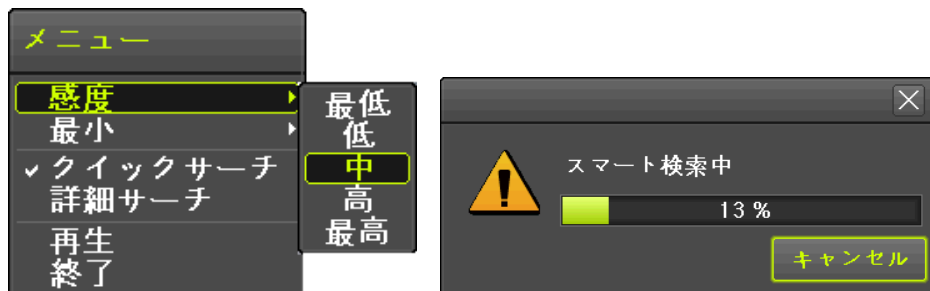 メニュー
感度
最小
クイックサーチ
詳細サーチ
再生
終了
最低
低
中
高
最高
スマート検索中
13 %
キャンセル